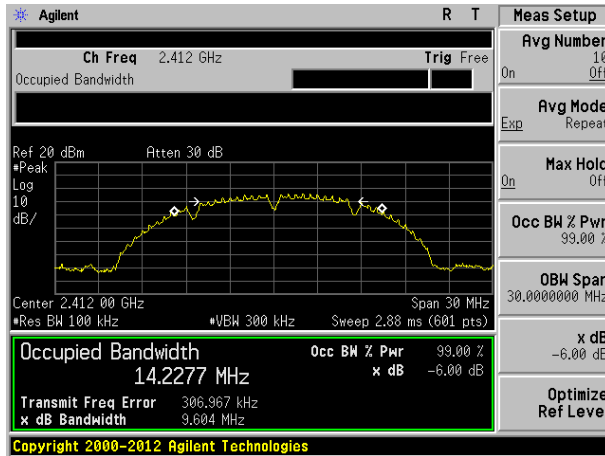 Agilent R T Meas Setup
Avg Number
10
On Off
Ch Freq 2.412 GHz Trig Free
Occupied Bandwidth
Avg Mode
Exp Repeat
Ref 20 dBm Atten 30 dB
#Peak
Log
10
dB/
Max Hold
On Off
Occ BW % Pwr
99.00 %
OBW Span
30.0000000 MHz
Center 2.412 00 GHz Span 30 MHz
#Res BW 100 kHz #VBW 300 kHz Sweep 2.88 ms (601 pts)
Occupied Bandwidth Occ BW % Pwr 99.00 %
14.2277 MHz x dB -6.00 dB
x dB
-6.00 dB
Transmit Freq Error 306.967 kHz
x dB Bandwidth 9.604 MHz
Optimize
Ref Level
Copyright 2000-2012 Agilent Technologies